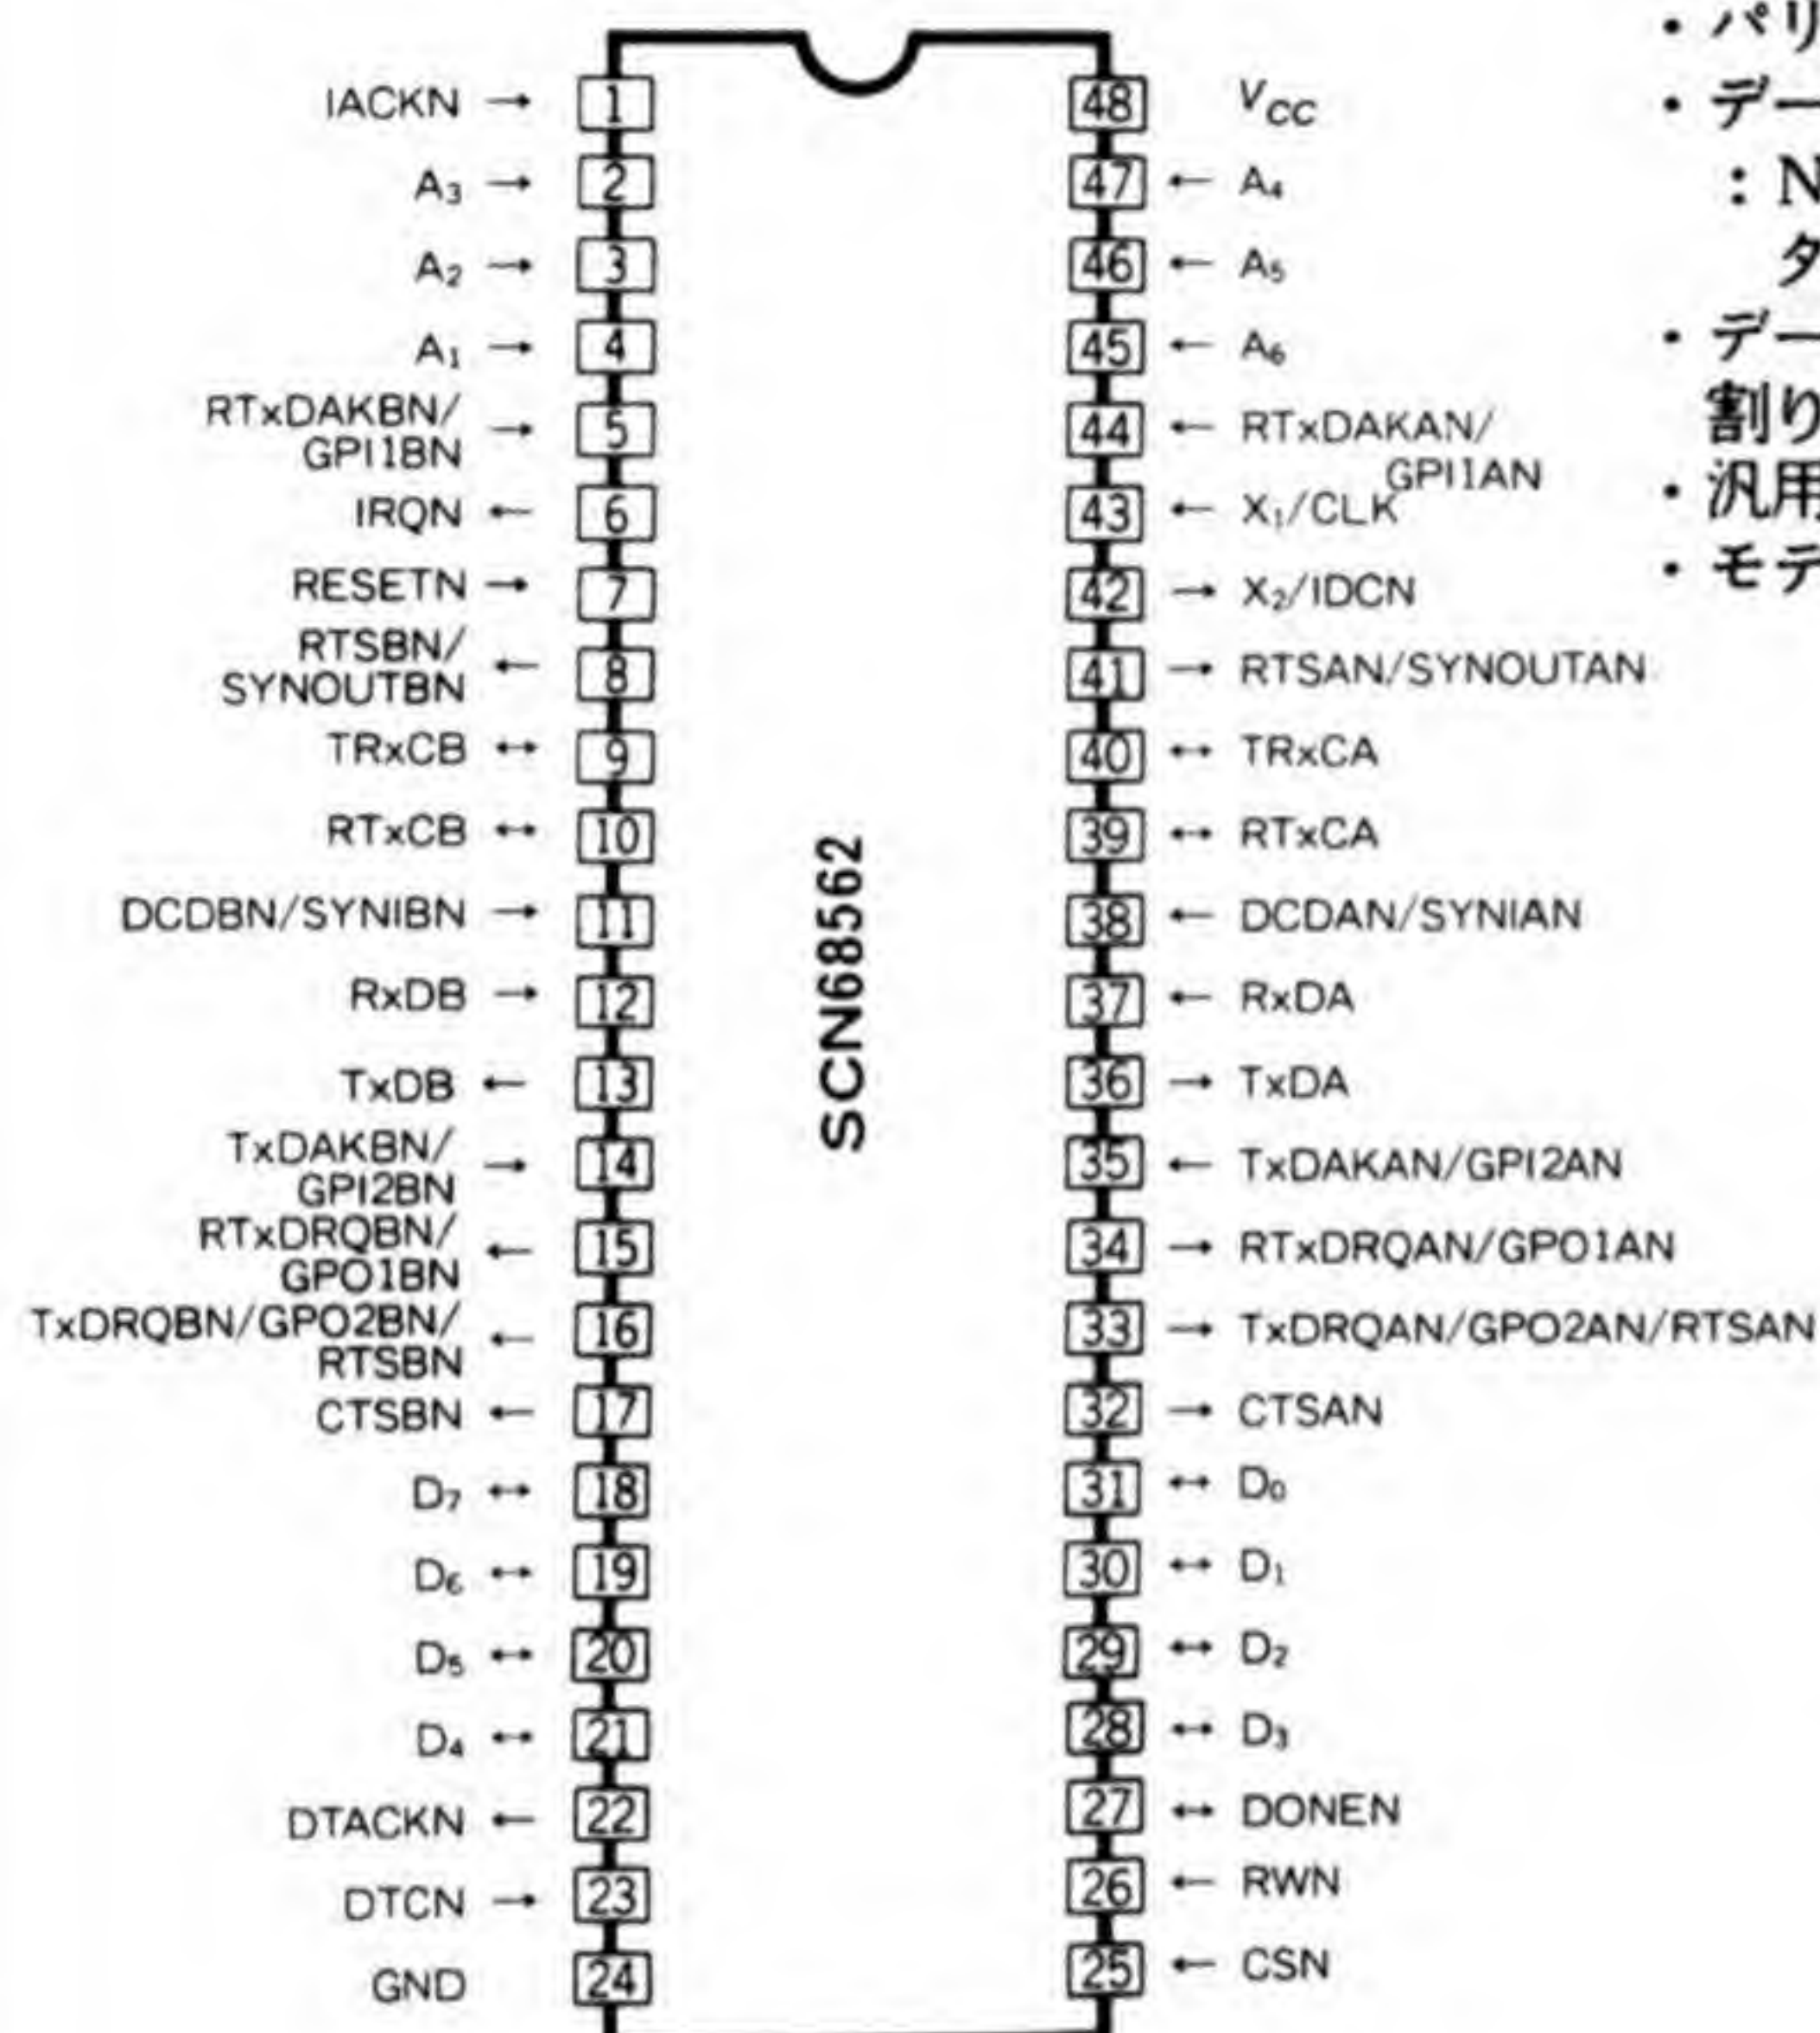 IACKN → 1
A₃ → 2
A₂ → 3
A₁ → 4
RTxDAKBN/
GPI1BN → 5
IRQN ← 6
RESETN → 7
RTSBN/
SYNOUTBN ← 8
TRxCB ↔ 9
RTxCB ↔ 10
DCDBN/SYNIBN → 11
RxDB → 12
TxDB ← 13
TxDAKBN/
GPI2BN → 14
RTxDRQBN/
GPO1BN ← 15
TxDRQBN/GPO2BN/
RTSBN ← 16
CTSBN ← 17
D₇ ↔ 18
D₆ ↔ 19
D₅ ↔ 20
D₄ ↔ 21
DTACKN ← 22
DTCN → 23
GND 24
SCN68562
48 VCC
47 ← A₄
46 ← A₅
45 ← A₆
44 ← RTxDAKAN/
GPI1AN
43 ← X₁/CLK
42 → X₂/IDCN
41 → RTSAN/SYNOUTAN
40 ↔ TRxCA
39 ↔ RTxCA
38 ← DCDAN/SYNIAN
37 ← RxDA
36 → TxDA
35 ← TxDAKAN/GPI2AN
34 → RTxDRQAN/GPO1AN
33 → TxDRQAN/GPO2AN/RTSAN
32 → CTSAN
31 ↔ D₀
30 ↔ D₁
29 ↔ D₂
28 ↔ D₃
27 ↔ DONEN
26 ← RWN
25 ← CSN
・パリ
・デー
：N
タ
・デー
割り
・汎用
・モデ